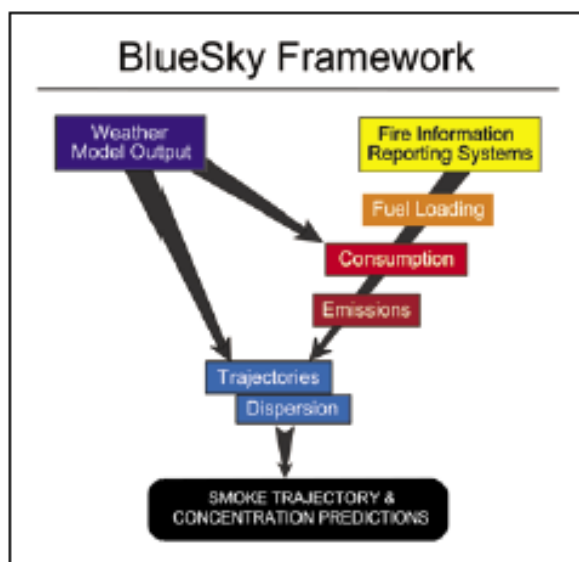 BlueSky Framework
Weather
Model Output
Fire Information
Reporting Systems
Fuel Loading
Consumption
Emissions
Trajectories
Dispersion
SMOKE TRAJECTORY &
CONCENTRATION PREDICTIONS